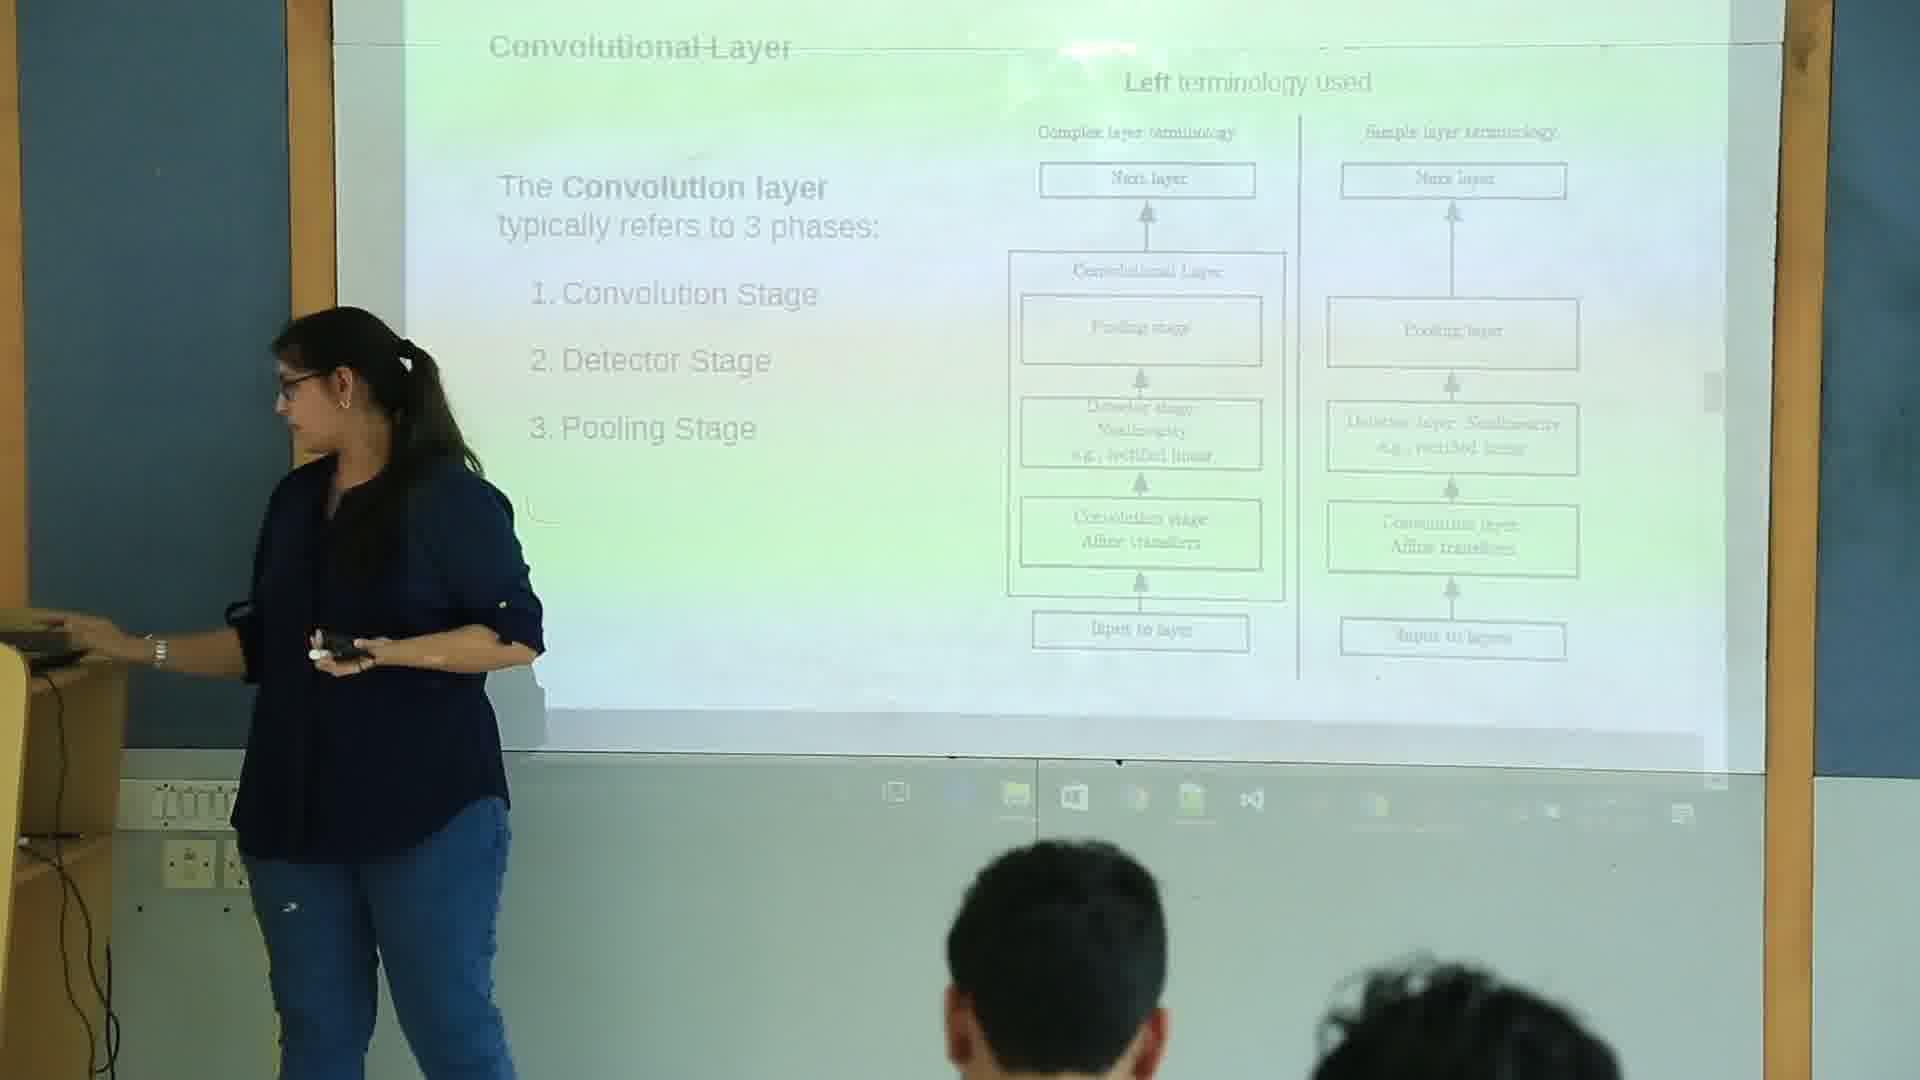 Convolutional Layer
Left terminology used
The Convolution layer
typically refers to 3 phases:
1. Convolution Stage
2. Detector Stage
3. Pooling Stage
Complex layer terminology
Next layer
Convolutional Layer
Pooling stage
Detector stage:
Nonlinearity
e.g., rectified linear
Convolution stage:
Affine transform
Input to layer
Simple layer terminology
Next layer
Pooling layer
Detector layer: Nonlinearity
e.g., rectified linear
Convolution layer:
Affine transform
Input to layers